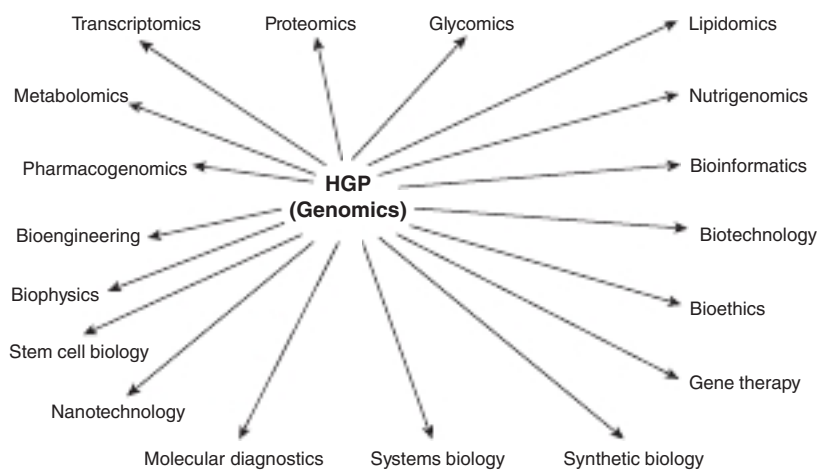 Transcriptomics Proteomics Glycomics Lipidomics
Metabolomics Nutrigenomics
Pharmacogenomics Bioinformatics
HGP
(Genomics)
Bioengineering Biotechnology
Biophysics Bioethics
Stem cell biology
Gene therapy
Nanotechnology
Molecular diagnostics Systems biology Synthetic biology